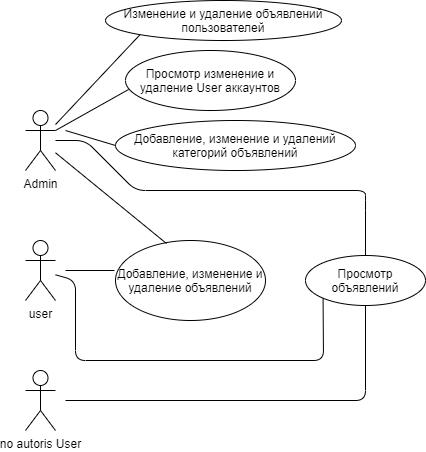 Изменение и удаление объявлений
пользователей
Просмотр изменение и
удаление User аккаунтов
Добавление, изменение и удалений
категорий объявлений
Admin
Добавление, изменение и
удаление объявлений
Просмотр
объявлений
user
no autoris User